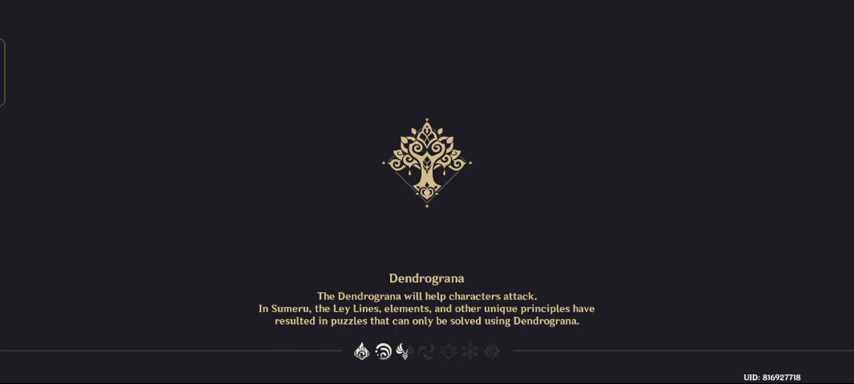 Dendrograna
The Dendrograna will help characters attack.
In Sumeru, the Ley Lines, elements, and other unique principles have
resulted in puzzles that can only be solved using Dendrograna.
UID: 816927718